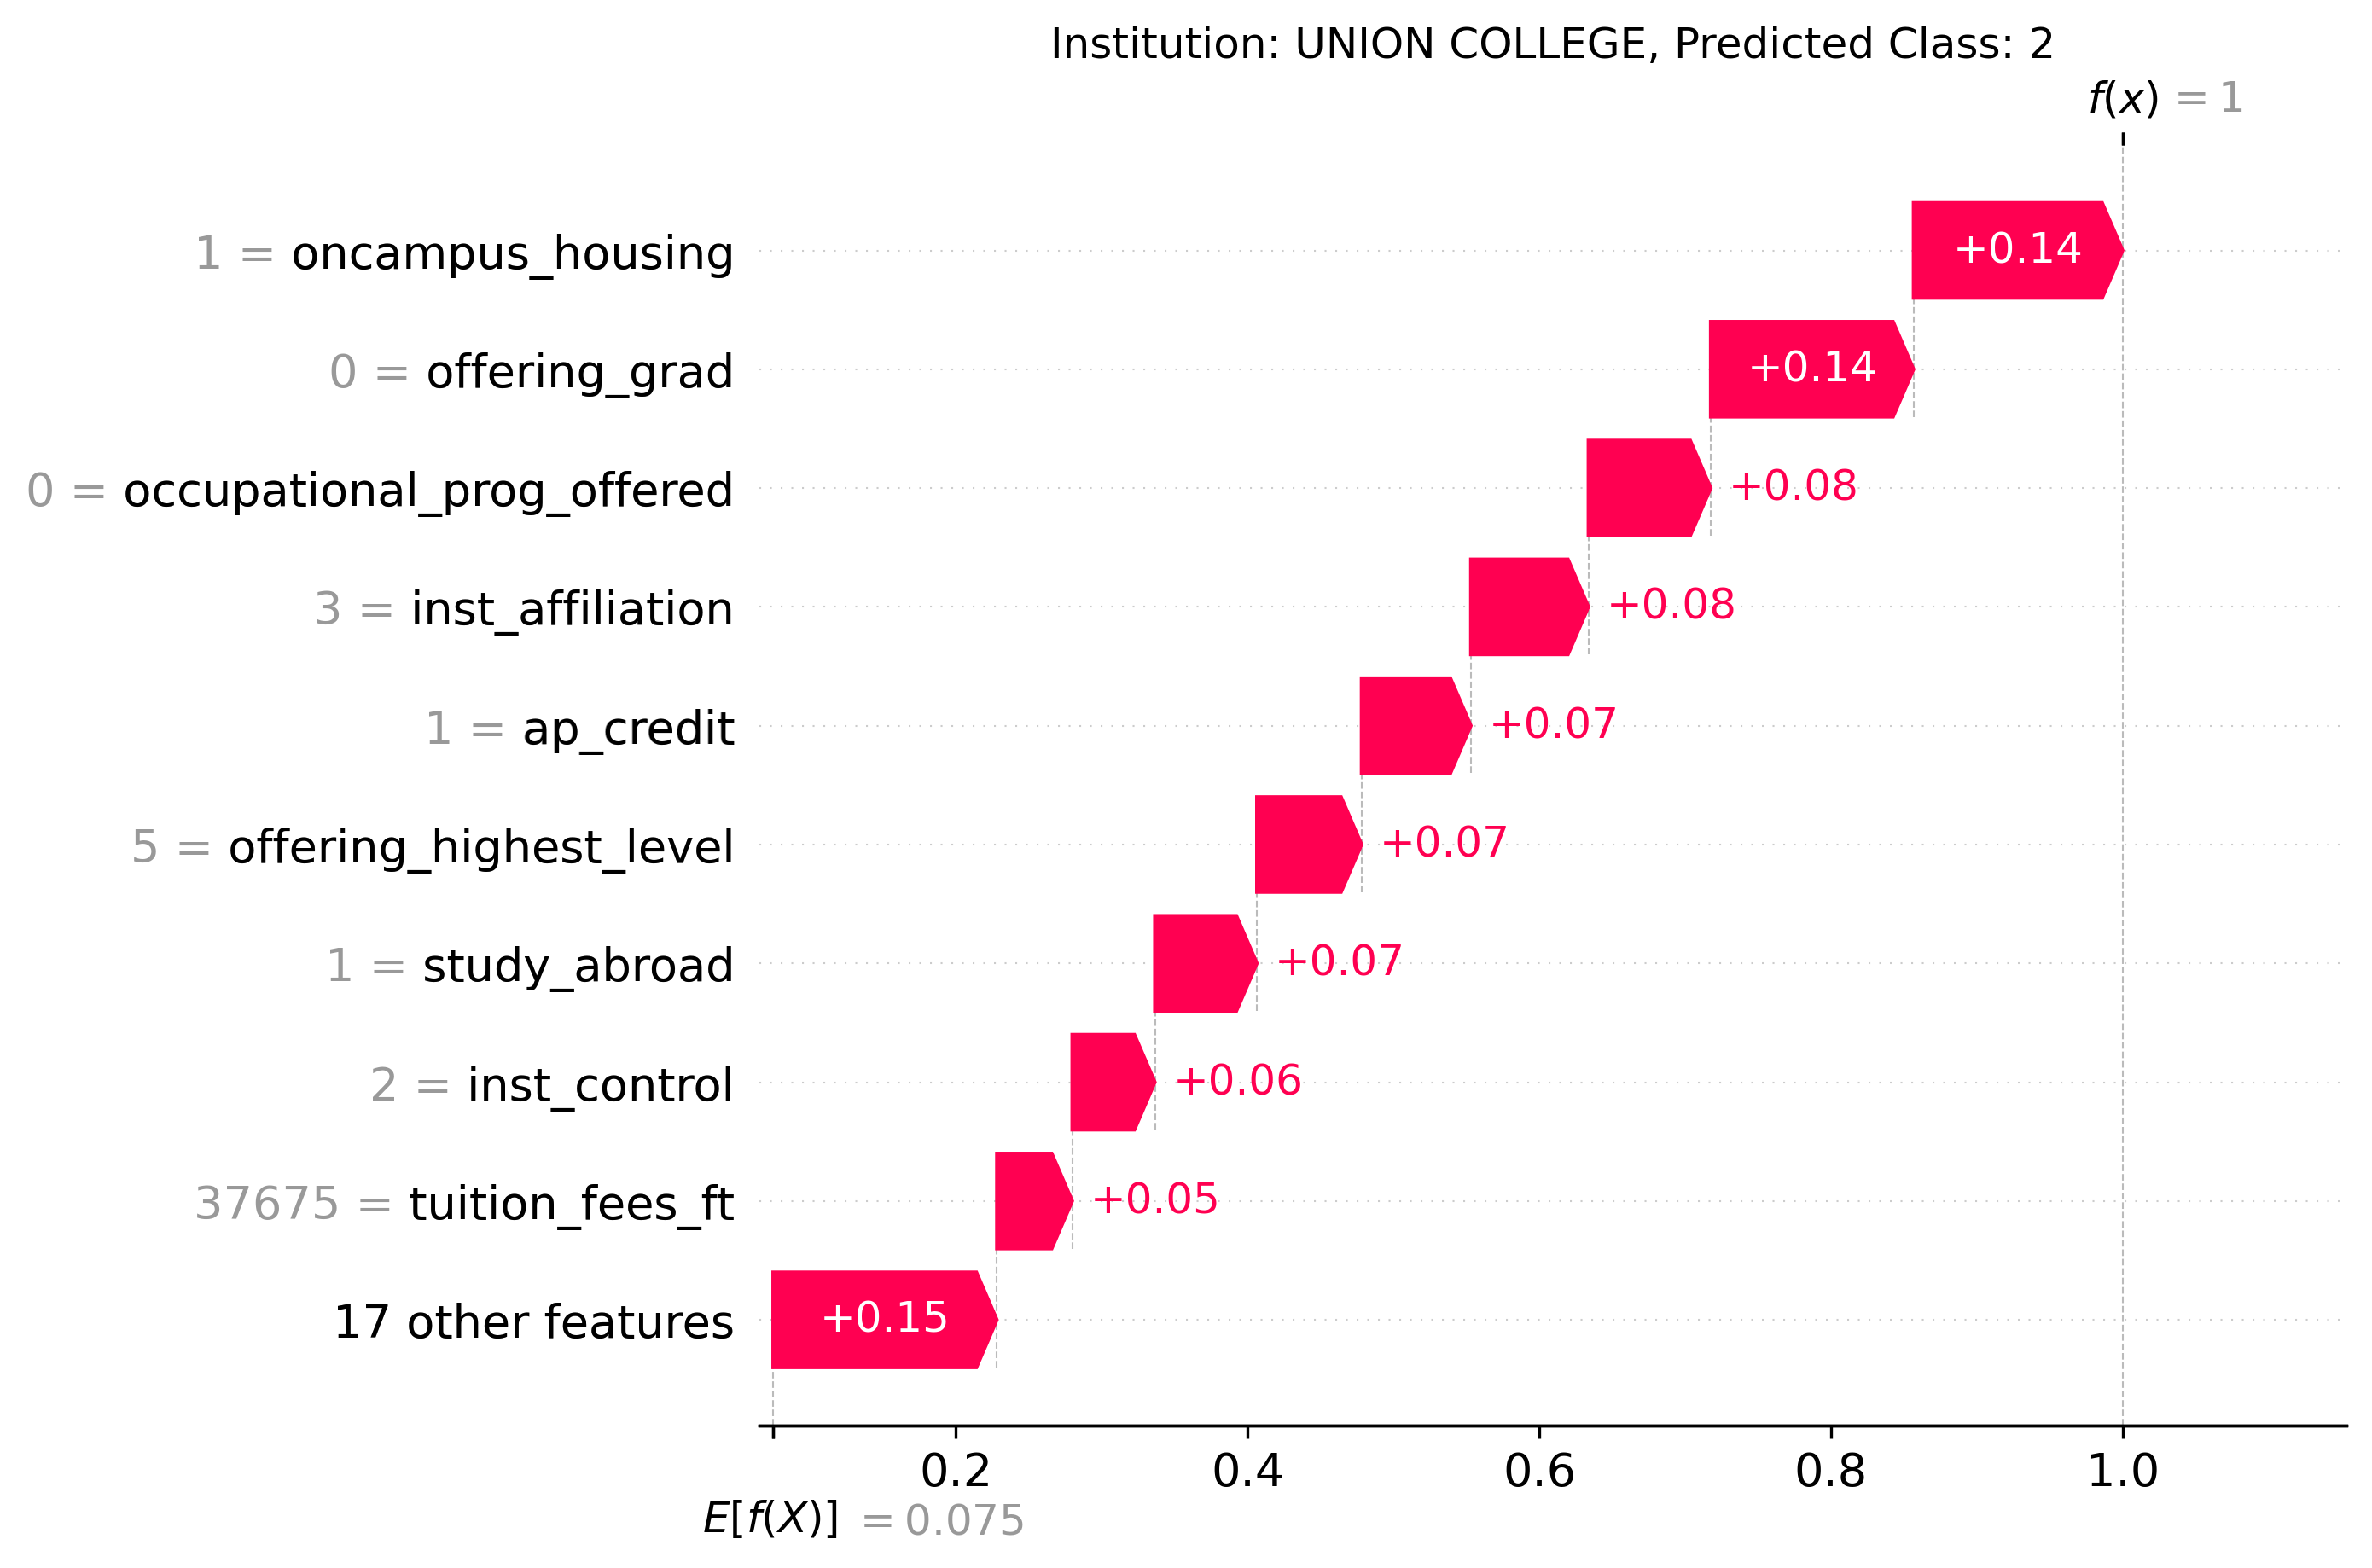 Institution: UNION COLLEGE, Predicted Class: 2
f(x) = 1
1 = oncampus_housing +0.14
0 = offering_grad +0.14
0 = occupational_prog_offered +0.08
3 = inst_affiliation +0.08
1 = ap_credit +0.07
5 = offering_highest_level +0.07
1 = study_abroad +0.07
2 = inst_control +0.06
37675 = tuition_fees_ft +0.05
17 other features +0.15
0.2 0.4 0.6 0.8 1.0
E[f(X)] = 0.075